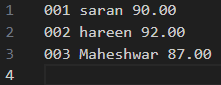 1 001 saran 90.00
2 002 hareen 92.00
3 003 Maheshwar 87.00
4